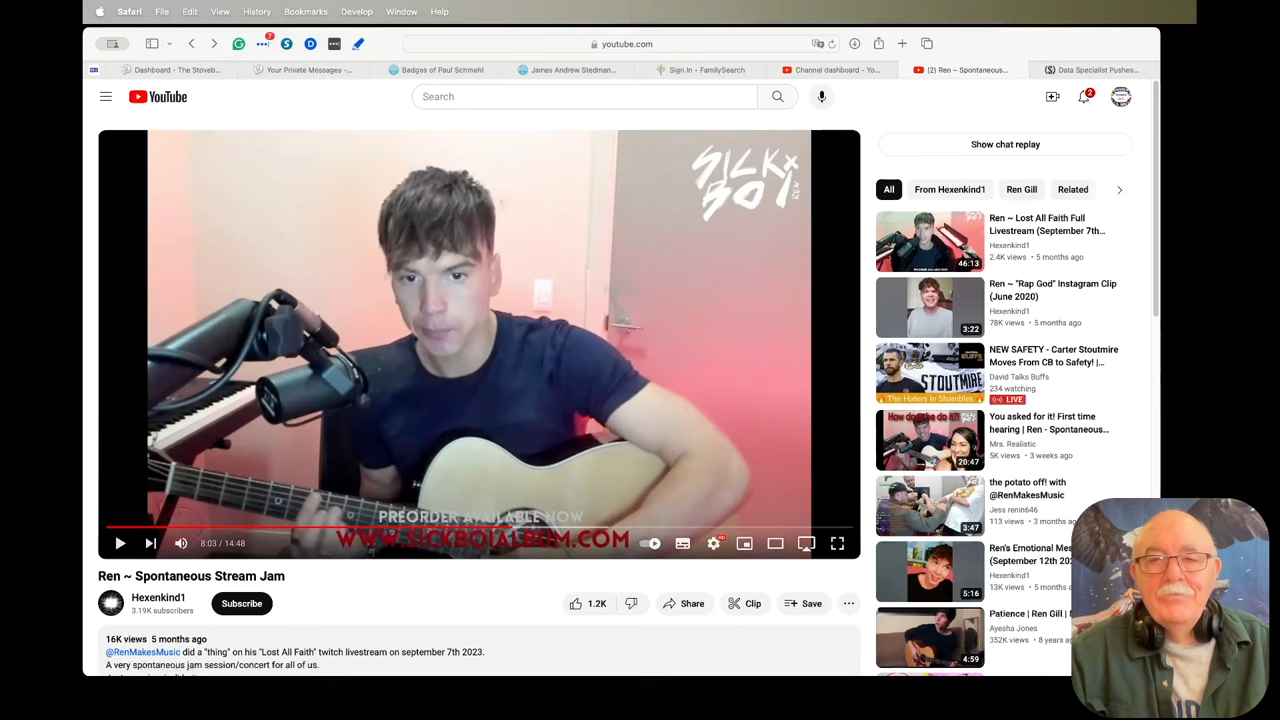 Safari File Edit View History Bookmarks Develop Window Help
7
youtube.com
SB Dashboard - The Stoveb... Your Private Messages -... Badges of Paul Schmehl James Andrew Stedman... Sign In • FamilySearch Channel dashboard - Yo... (2) Ren ~ Spontaneous... Data Specialist Pushes...
YouTube
Search
2
SICK
BOI
REN
PREORDER AVAILABLE NOW
WWW.SICKBOIALBUM.COM
8:03 / 14:48
HD
Ren ~ Spontaneous Stream Jam
Hexenkind1
3.19K subscribers
Subscribe
1.2K
Share
Clip
Save
16K views 5 months ago
@RenMakesMusic did a "thing" on his "Lost All Faith" twitch livestream on september 7th 2023.
A very spontaneous jam session/concert for all of us.
Show chat replay
All From Hexenkind1 Ren Gill Related
46:13
Ren ~ Lost All Faith Full
Livestream (September 7th...
Hexenkind1
2.4K views • 5 months ago
3:22
Ren ~ "Rap God" Instagram Clip
(June 2020)
Hexenkind1
78K views • 5 months ago
STOUTMIRE
The Haters In Shambles
NEW SAFETY - Carter Stoutmire
Moves From CB to Safety! |...
David Talks Buffs
234 watching
LIVE
20:47
You asked for it! First time
hearing | Ren - Spontaneous...
Mrs. Realistic
5K views • 3 weeks ago
3:47
the potato off! with
@RenMakesMusic
Jess renin646
113 views • 3 weeks
5:16
Ren's Emotional Mes
(September 12th 202
Hexenkind1
13K views • 5 months
4:59
Patience | Ren Gill |
Ayesha Jones
352K views • 8 years